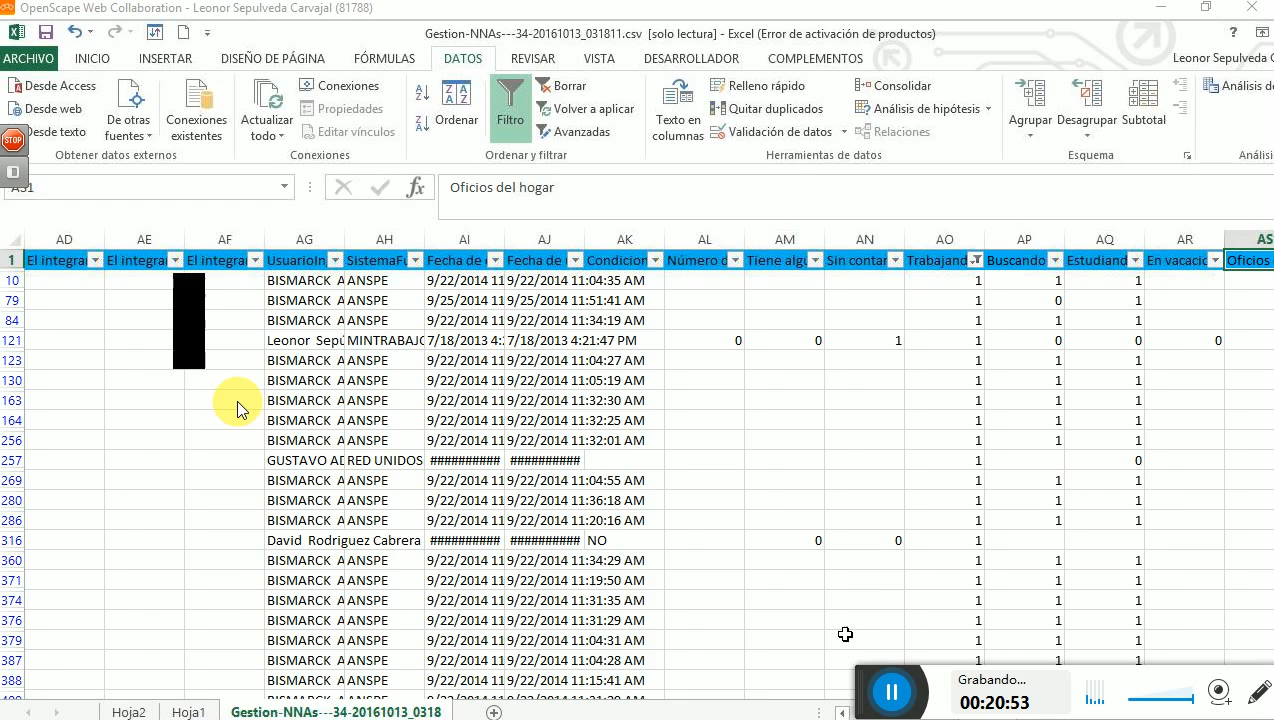 OpenScape Web Collaboration - Leonor Sepulveda Carvajal (81788)
Gestion-NNAs---34-20161013_031811.csv [solo lectura] - Excel (Error de activación de productos)
ARCHIVO INICIO INSERTAR DISEÑO DE PÁGINA FÓRMULAS DATOS REVISAR VISTA DESARROLLADOR COMPLEMENTOS Leonor Sepulveda C
Desde Access Conexiones Borrar Relleno rápido Consolidar Análisis d
Desde web Propiedades Volver a aplicar Quitar duplicados Análisis de hipótesis
Desde texto Editar vínculos Avanzadas Validación de datos Relaciones
De otras fuentes Conexiones existentes Actualizar todo Ordenar Filtro Texto en columnas Agrupar Desagrupar Subtotal
Obtener datos externos Conexiones Ordenar y filtrar Herramientas de datos Esquema Anális
STOP
AS1 fx Oficios del hogar
AD AE AF AG AH AI AJ AK AL AM AN AO AP AQ AR AS
1 El integra El integra El integra UsuarioIn SistemaFu Fecha de Fecha de Condicion Número d Tiene algu Sin contar Trabajand Buscando Estudiand En vacacio Oficios
10 BISMARCK A ANSPE 9/22/2014 11 9/22/2014 11:04:35 AM 1 1 1
79 BISMARCK A ANSPE 9/25/2014 11 9/22/2014 11:51:41 AM 1 0 1
84 BISMARCK A ANSPE 9/22/2014 11 9/22/2014 11:34:19 AM 1 1 1
121 Leonor Sepú MINTRABAJO 7/18/2013 4:2 7/18/2013 4:21:47 PM 0 0 1 1 0 0 0
123 BISMARCK A ANSPE 9/22/2014 11 9/22/2014 11:04:27 AM 1 1 1
130 BISMARCK A ANSPE 9/22/2014 11 9/22/2014 11:05:19 AM 1 1 1
163 BISMARCK A ANSPE 9/22/2014 11 9/22/2014 11:32:30 AM 1 1 1
164 BISMARCK A ANSPE 9/22/2014 11 9/22/2014 11:32:25 AM 1 1 1
256 BISMARCK A ANSPE 9/22/2014 11 9/22/2014 11:32:01 AM 1 1 1
257 GUSTAVO AD RED UNIDOS ########## ########## 1 0
269 BISMARCK A ANSPE 9/22/2014 11 9/22/2014 11:04:55 AM 1 1 1
280 BISMARCK A ANSPE 9/22/2014 11 9/22/2014 11:36:18 AM 1 1 1
286 BISMARCK A ANSPE 9/22/2014 11 9/22/2014 11:20:16 AM 1 1 1
316 David Rodriguez Cabrera ########## ########## NO 0 0 1
360 BISMARCK A ANSPE 9/22/2014 11 9/22/2014 11:34:29 AM 1 1 1
371 BISMARCK A ANSPE 9/22/2014 11 9/22/2014 11:19:50 AM 1 1 1
374 BISMARCK A ANSPE 9/22/2014 11 9/22/2014 11:31:35 AM 1 1 1
376 BISMARCK A ANSPE 9/22/2014 11 9/22/2014 11:31:29 AM 1 1 1
379 BISMARCK A ANSPE 9/22/2014 11 9/22/2014 11:04:31 AM 1 1 1
387 BISMARCK A ANSPE 9/22/2014 11 9/22/2014 11:04:28 AM 1 1 1
388 BISMARCK A ANSPE 9/22/2014 11 9/22/2014 11:15:41 AM
Grabando...
00:20:53
Hoja2 Hoja1 Gestion-NNAs---34-20161013_0318